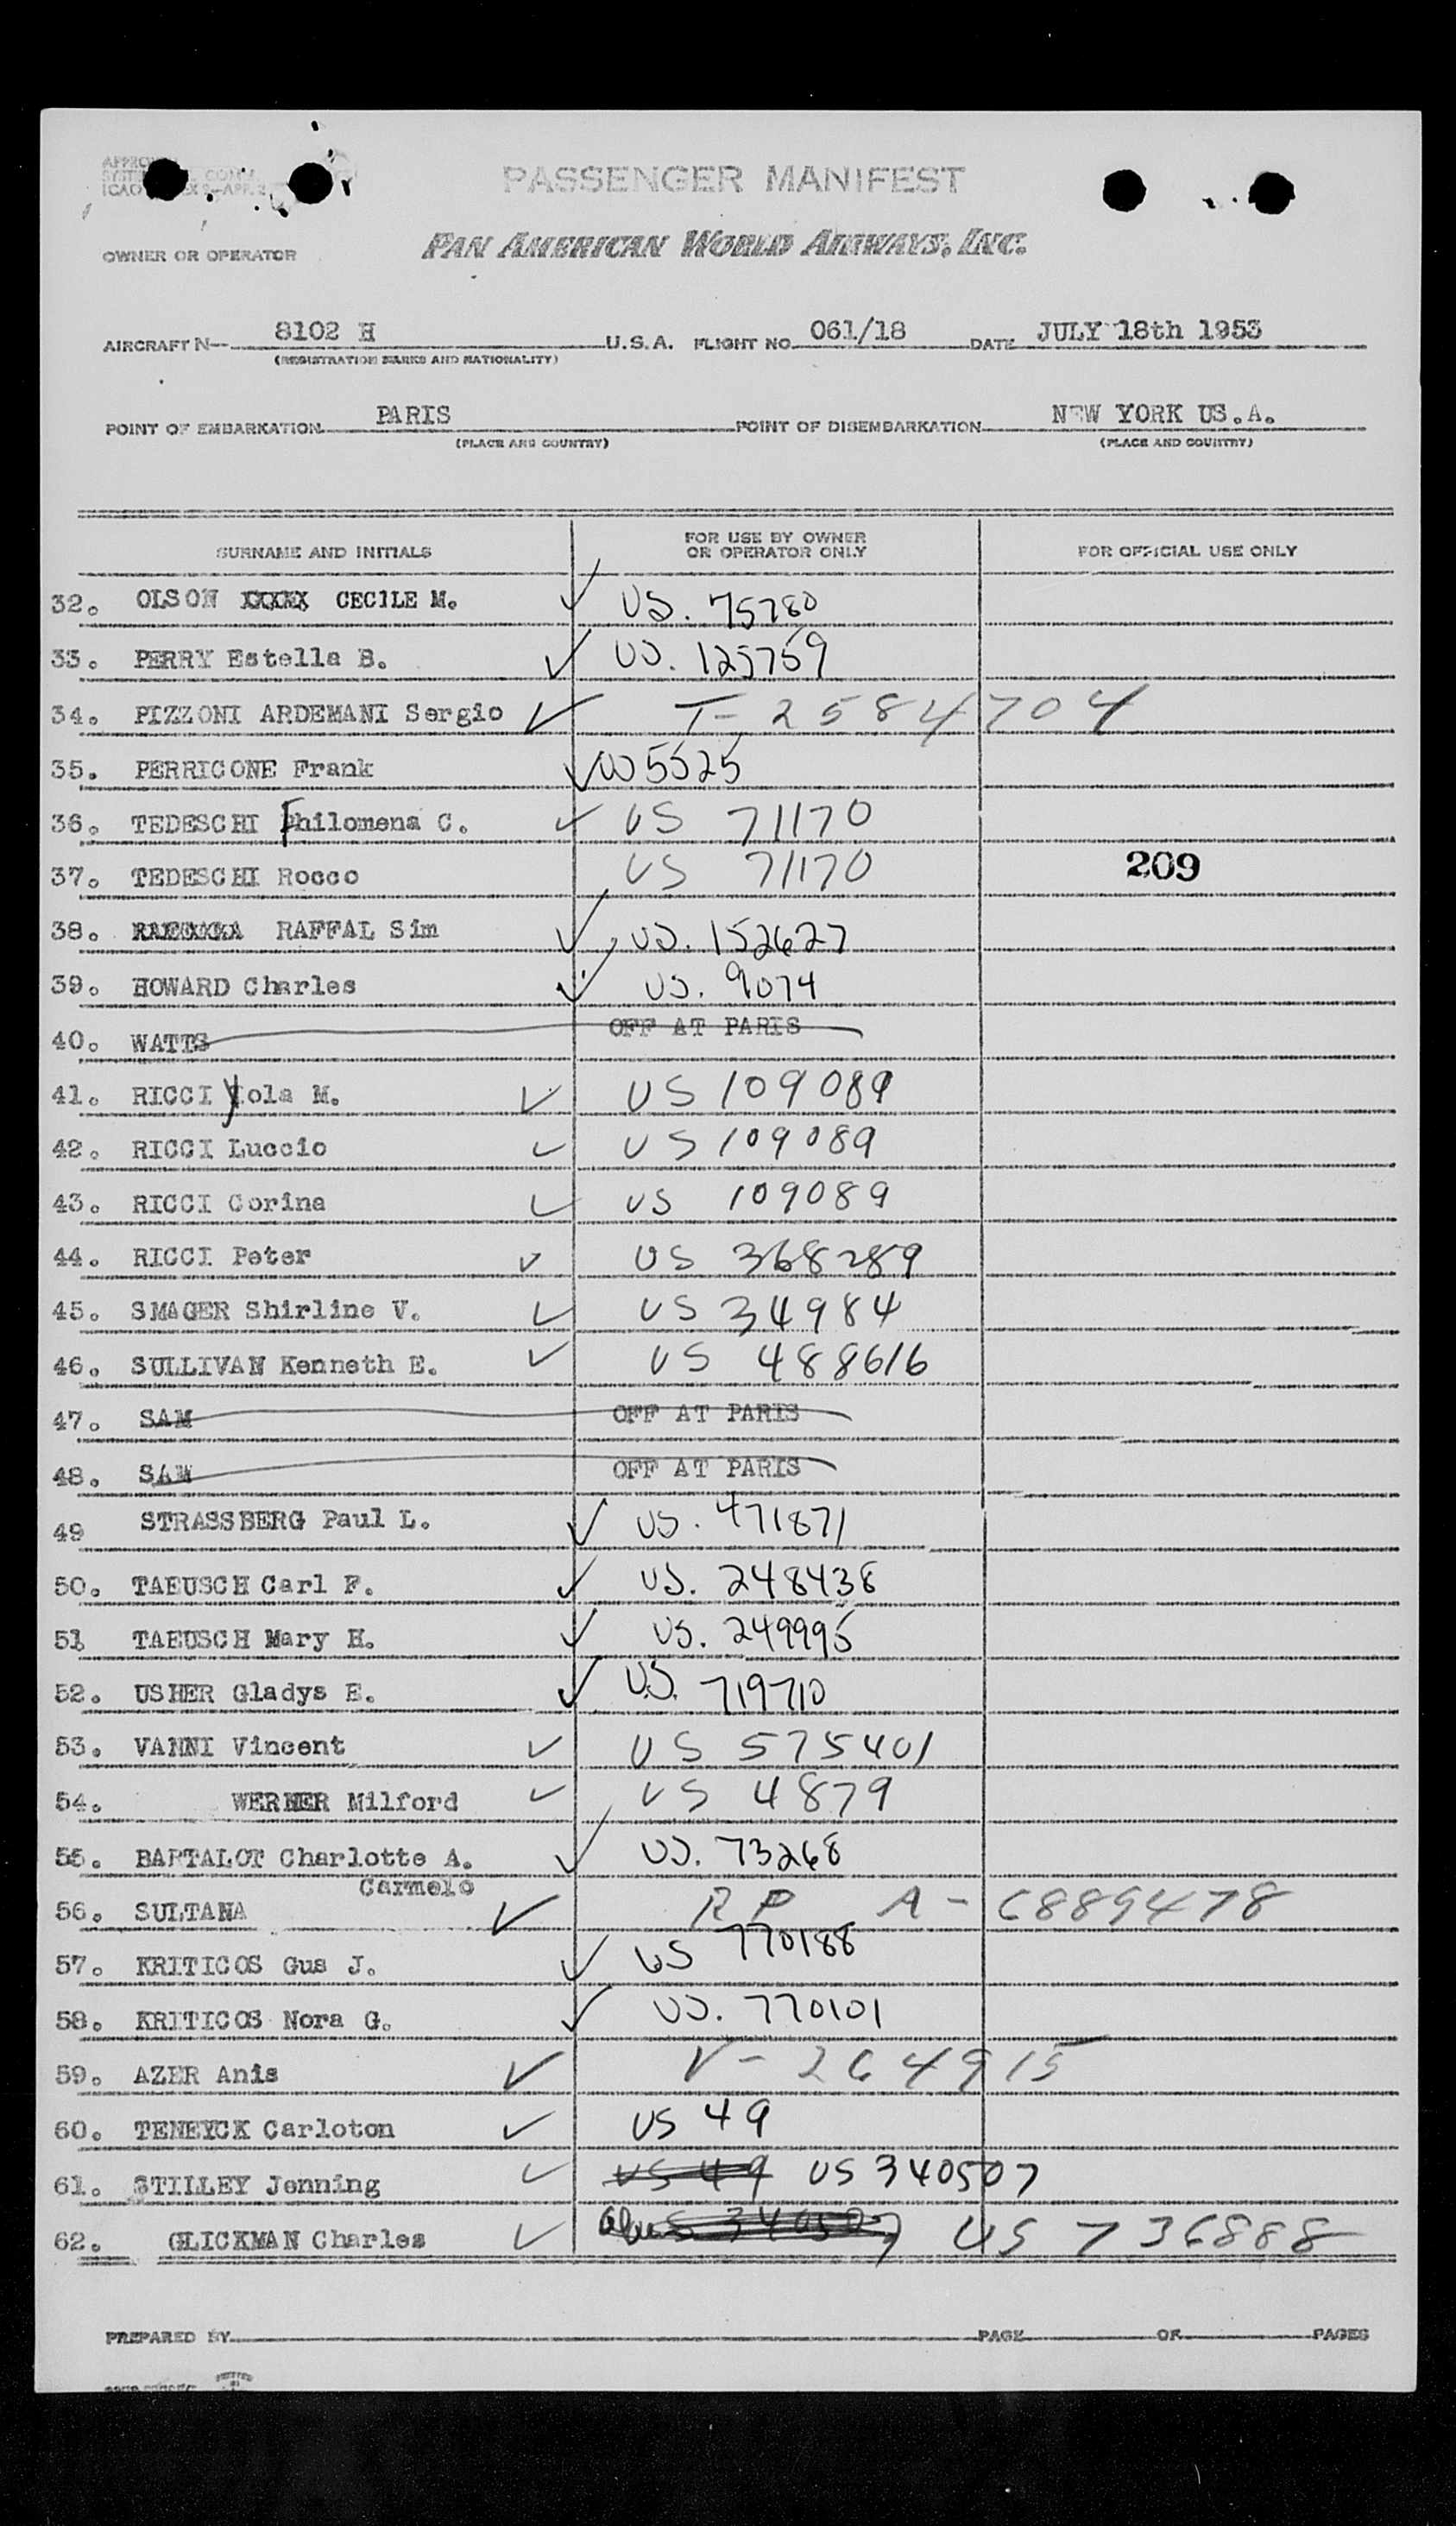 PASSENGER MANIFEST
OWNER OR OPERATOR PAN AMERICAN WORLD AIRWAYS, INC.
AIRCRAFT N— 8102 H U.S.A. FLIGHT NO. 061/18 DATE JULY 18th 1953
(REGISTRATION MARKS AND NATIONALITY)
POINT OF EMBARKATION PARIS POINT OF DISEMBARKATION NEW YORK US.A.
(PLACE AND COUNTRY) (PLACE AND COUNTRY)
SURNAME AND INITIALS FOR USE BY OWNER OR OPERATOR ONLY FOR OFFICIAL USE ONLY
32. OLSON XXXXX CECILE M. ✓ US. 75780
33. PERRY Estella B. ✓ US. 125759
34. PIZZONI ARDEMANI Sergio ✓ T-2584704
35. PERRICONE Frank ✓ US 5525
36. TEDESCHI Fhilomena C. ✓ US 71170
37. TEDESCHI Rocco US 71170 209
38. RAFFAL Sim ✓ US. 152627
39. HOWARD Charles ✓ US. 9074
40. WATTS OFF AT PARIS
41. RICCI Yola M. ✓ US 109089
42. RICCI Luccio ✓ US 109089
43. RICCI Corina ✓ US 109089
44. RICCI Peter ✓ US 368289
45. SMAGER Shirline V. ✓ US 34984
46. SULLIVAN Kenneth E. ✓ US 488616
47. SAM OFF AT PARIS
48. SAM OFF AT PARIS
49 STRASSBERG Paul L. ✓ US. 471871
50. TAEUSCH Carl F. ✓ US. 248438
51 TAEUSCH Mary H. ✓ US. 249995
52. USHER Gladys E. ✓ U.S. 719710
53. VANNI Vincent ✓ US 575401
54. WERNER Milford ✓ US 4879
55. BARTALOT Charlotte A. ✓ US. 73268
Carmelo
56. SULTANA ✓ RP A-6889478
57. KRITICOS Gus J. ✓ US 770188
58. KRITICOS Nora G. ✓ US. 770101
59. AZER Anis ✓ V-264915
60. TENEYCK Carloton ✓ US 49
61. STILLEY Jenning ✓ US 49 US 340507
62. GLICKMAN Charles ✓ US 340507 US 736888
PREPARED BY PAGE OF PAGES